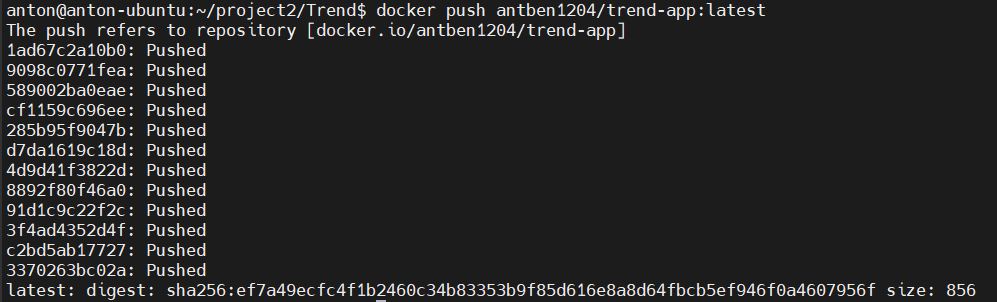 anton@anton-ubuntu:~/project2/Trend$ docker push antben1204/trend-app:latest
The push refers to repository [docker.io/antben1204/trend-app]
1ad67c2a10b0: Pushed
9098c0771fea: Pushed
589002ba0eae: Pushed
cf1159c696ee: Pushed
285b95f9047b: Pushed
d7da1619c18d: Pushed
4d9d41f3822d: Pushed
8892f80f46a0: Pushed
91d1c9c22f2c: Pushed
3f4ad4352d4f: Pushed
c2bd5ab17727: Pushed
3370263bc02a: Pushed
latest: digest: sha256:ef7a49ecfc4f1b2460c34b83353b9f85d616e8a8d64fbcb5ef946f0a4607956f size: 856